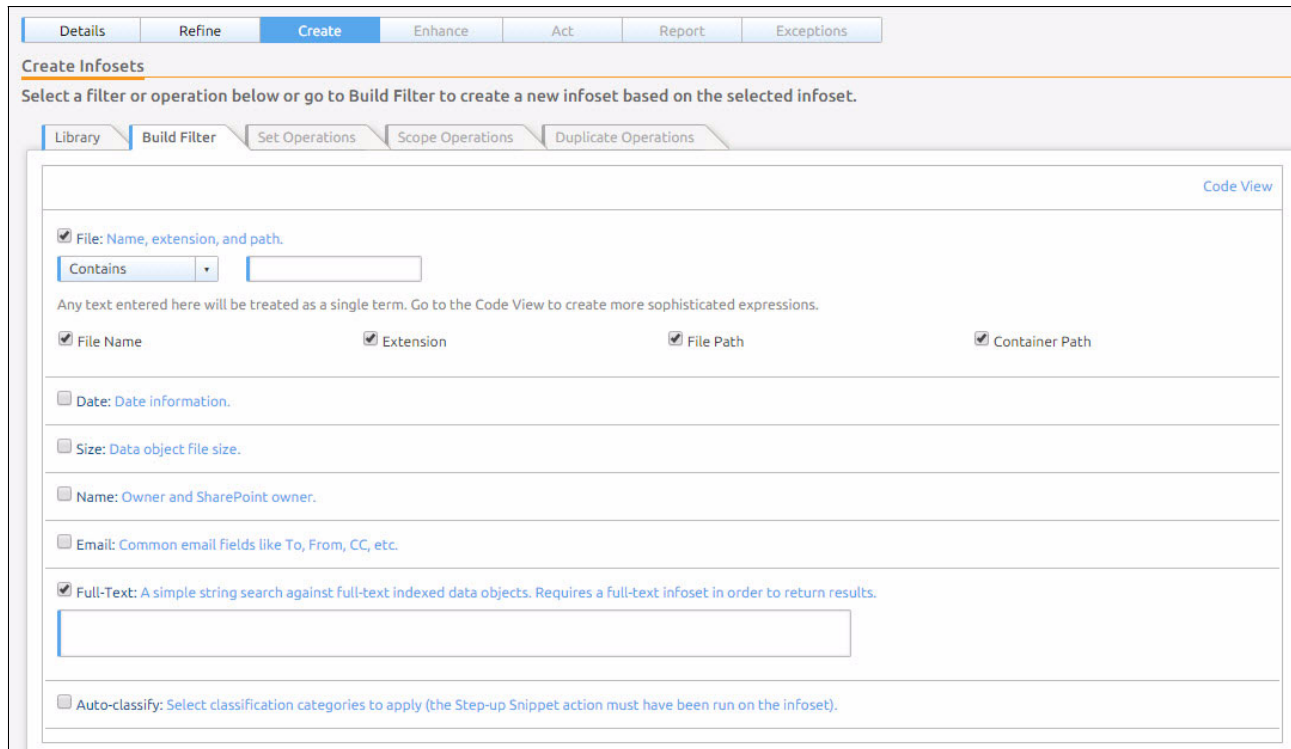 Details Refine Create Enhance Act Report Exceptions
Create Infosets
Select a filter or operation below or go to Build Filter to create a new infoset based on the selected infoset.
Library Build Filter Set Operations Scope Operations Duplicate Operations
Code View
File: Name, extension, and path.
Contains
Any text entered here will be treated as a single term. Go to the Code View to create more sophisticated expressions.
File Name Extension File Path Container Path
Date: Date information.
Size: Data object file size.
Name: Owner and SharePoint owner.
Email: Common email fields like To, From, CC, etc.
Full-Text: A simple string search against full-text indexed data objects. Requires a full-text infoset in order to return results.
Auto-classify: Select classification categories to apply (the Step-up Snippet action must have been run on the infoset).